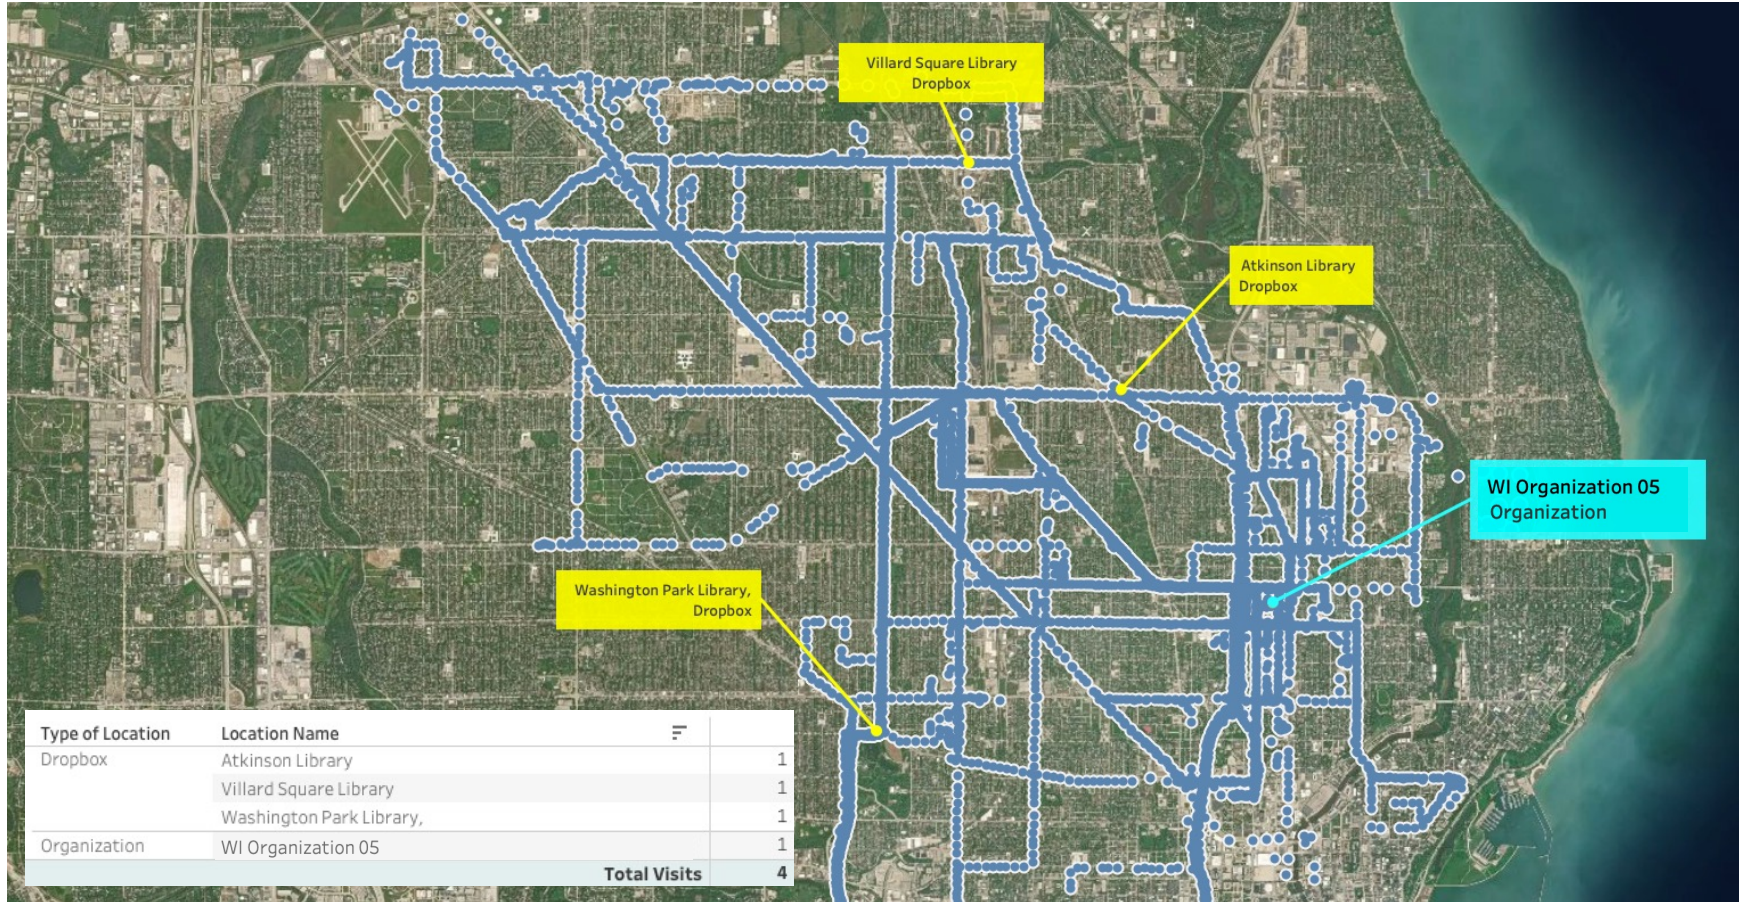 Villard Square Library
Dropbox
Atkinson Library
Dropbox
WI Organization 05
Organization
Washington Park Library,
Dropbox
Type of Location Location Name
Dropbox Atkinson Library 1
Villard Square Library 1
Washington Park Library, 1
Organization WI Organization 05 1
Total Visits 4